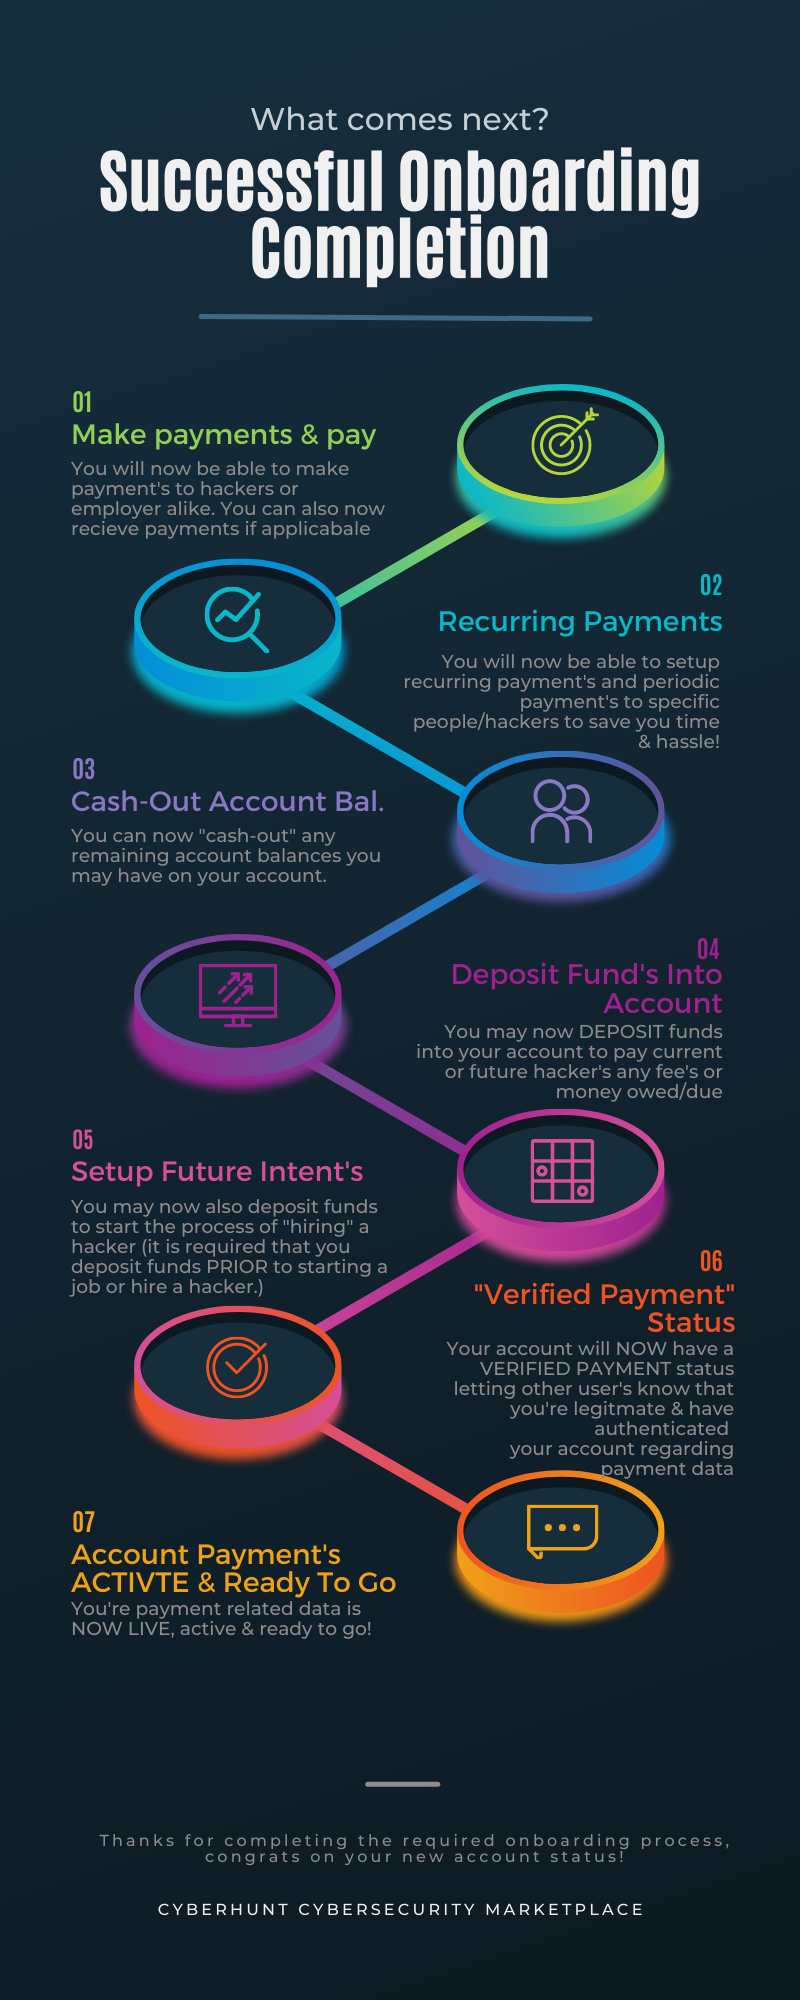 What comes next?
Successful Onboarding
Completion
01
Make payments & pay
You will now be able to make
payment's to hackers or
employer alike. You can also now
recieve payments if applicabale
02
Recurring Payments
You will now be able to setup
recurring payment's and periodic
payment's to specific
people/hackers to save you time
& hassle!
03
Cash-Out Account Bal.
You can now "cash-out" any
remaining account balances you
may have on your account.
04
Deposit Fund's Into
Account
You may now DEPOSIT funds
into your account to pay current
or future hacker's any fee's or
money owed/due
05
Setup Future Intent's
You may now also deposit funds
to start the process of "hiring" a
hacker (it is required that you
deposit funds PRIOR to starting a
job or hire a hacker.)
06
"Verified Payment"
Status
Your account will NOW have a
VERIFIED PAYMENT status
letting other user's know that
you're legitmate & have
authenticated
your account regarding
payment data
07
Account Payment's
ACTIVTE & Ready To Go
You're payment related data is
NOW LIVE, active & ready to go!
Thanks for completing the required onboarding process,
congrats on your new account status!
CYBERHUNT CYBERSECURITY MARKETPLACE